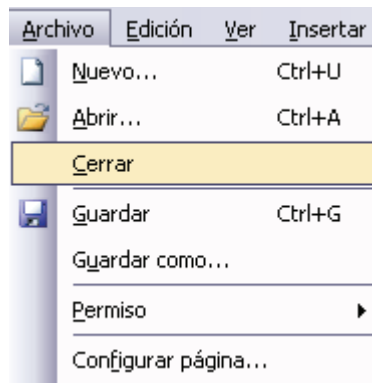 Archivo Edición Ver Insertar
Nuevo... Ctrl+U
Abrir... Ctrl+A
Cerrar
Guardar Ctrl+G
Guardar como...
Permiso
Configurar página...